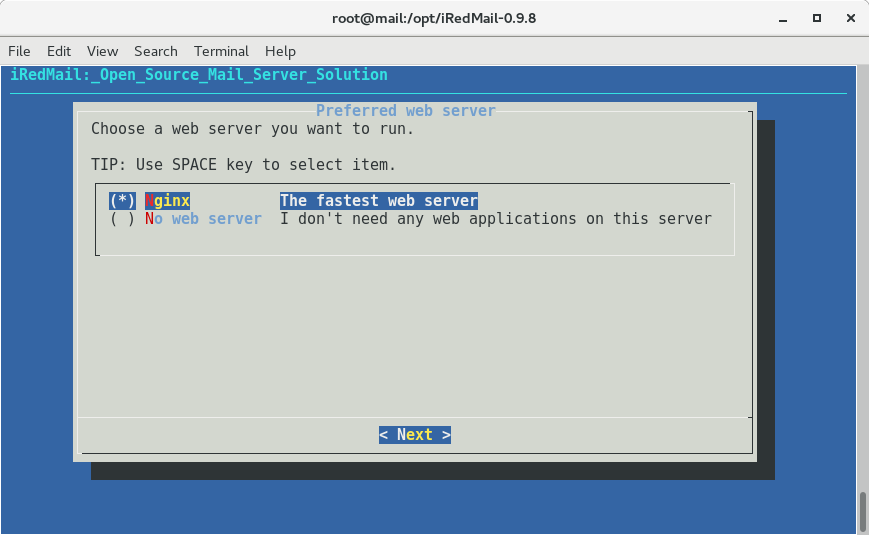 root@mail:/opt/iRedMail-0.9.8
File Edit View Search Terminal Help
iRedMail:_Open_Source_Mail_Server_Solution
Preferred web server
Choose a web server you want to run.
TIP: Use SPACE key to select item.
(*) Nginx The fastest web server
( ) No web server I don't need any web applications on this server
< Next >